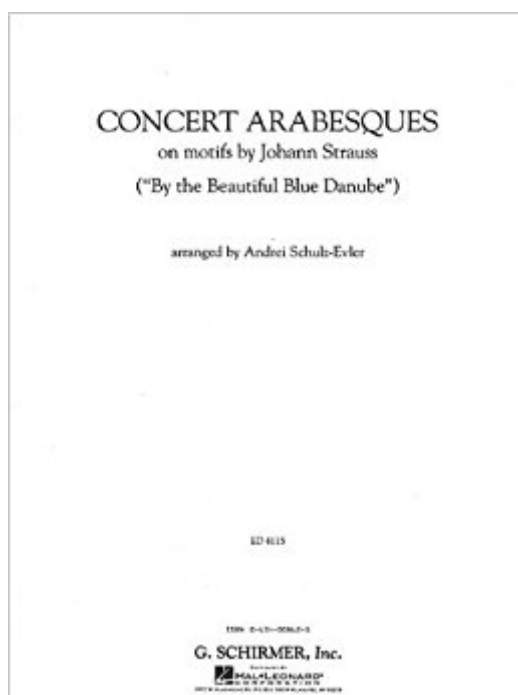 CONCERT ARABESQUES
on motifs by Johann Strauss
("By the Beautiful Blue Danube")
arranged by Andrei Schulz-Evler
G. SCHIRMER, Inc.
HAL•LEONARD®
CORPORATION